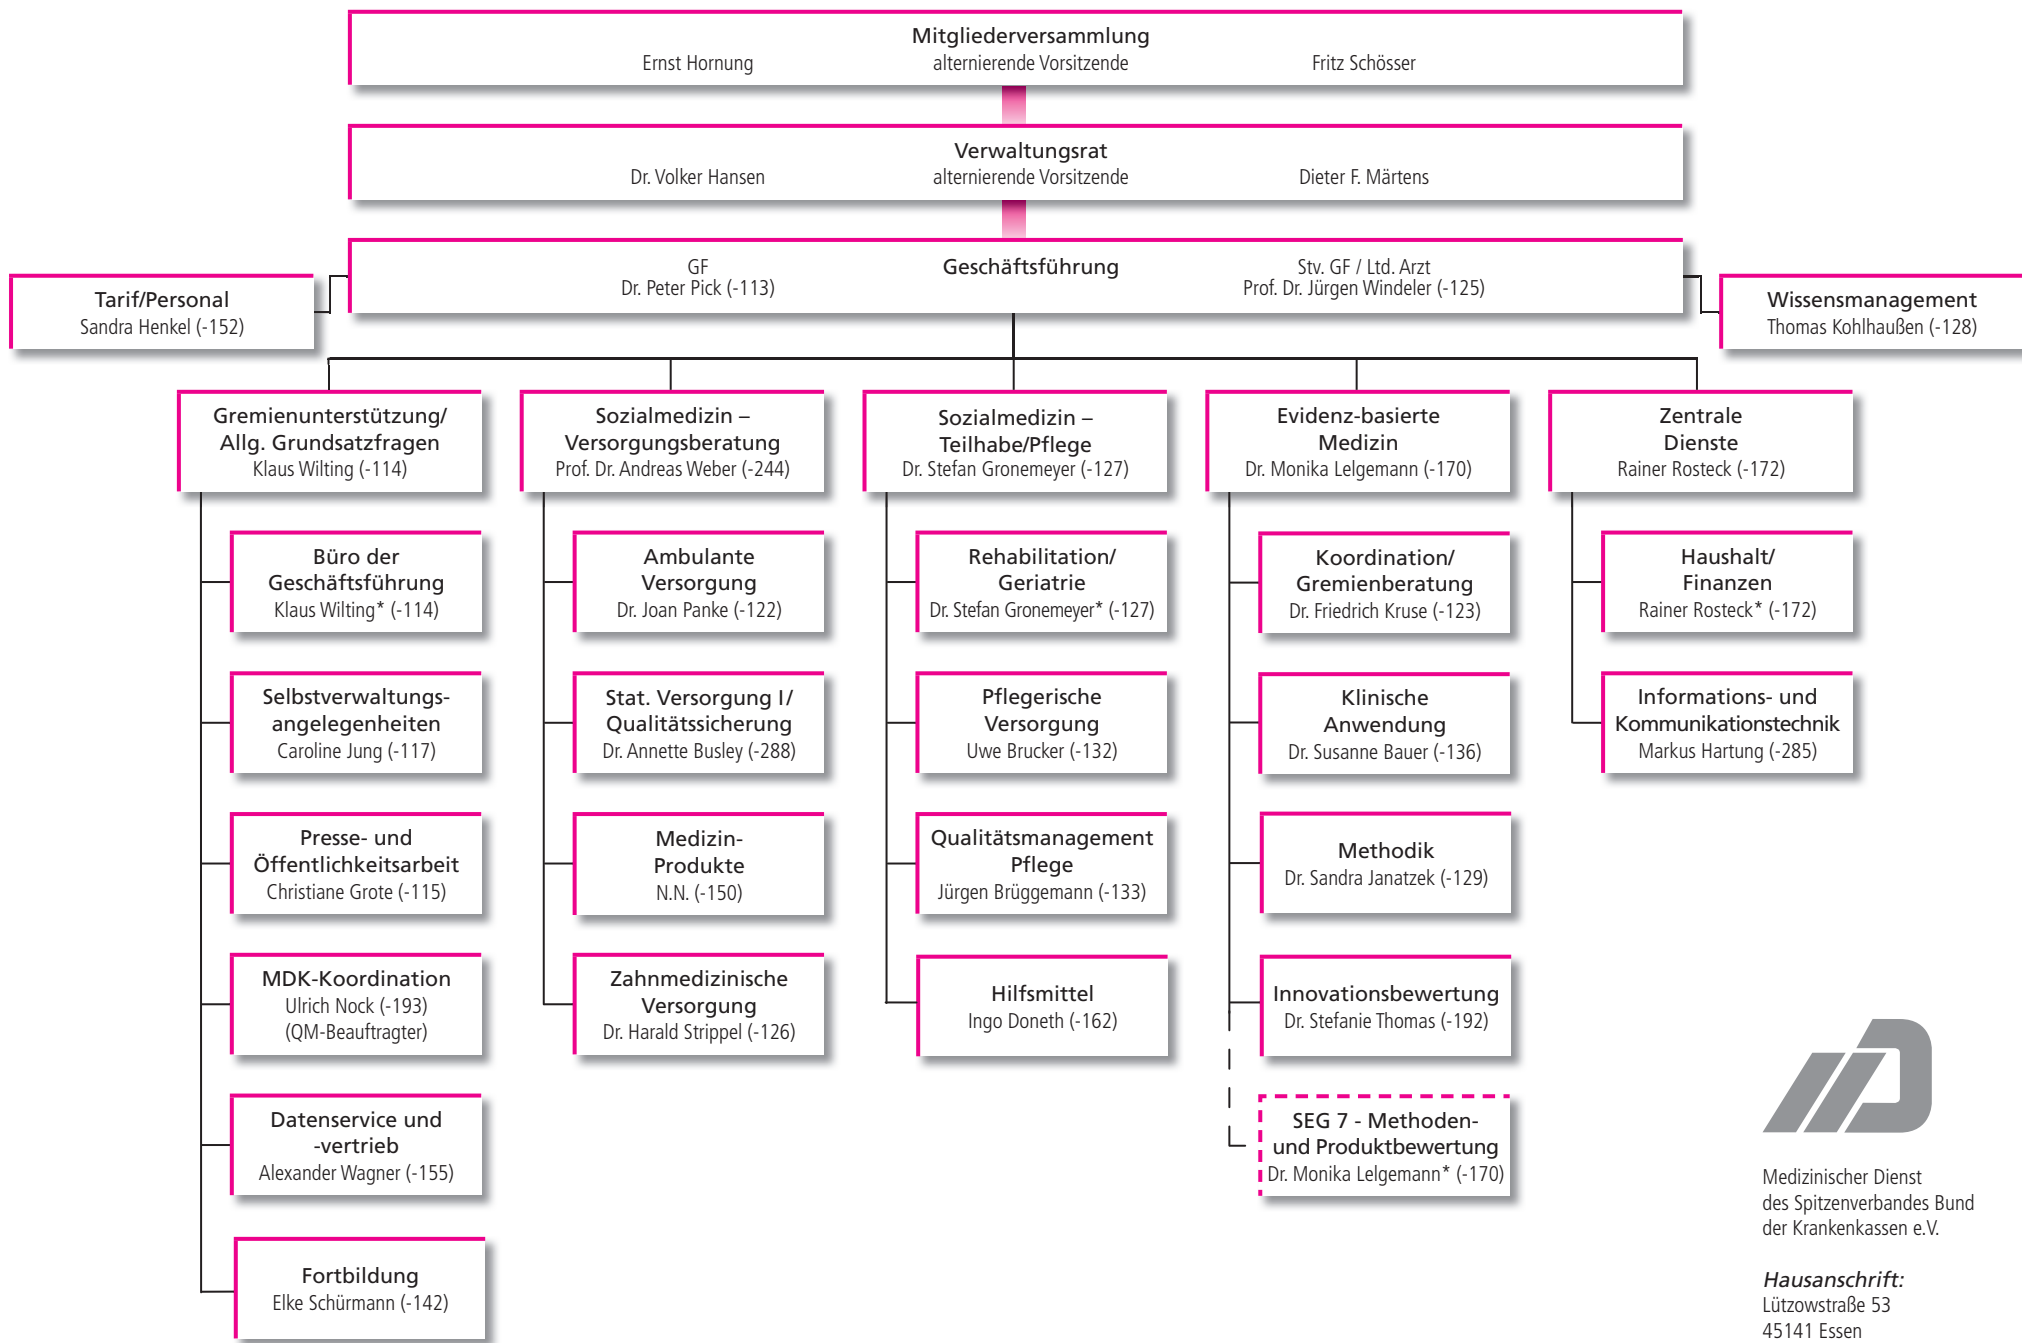 Mitgliederversammlung
Ernst Hornung alternierende Vorsitzende Fritz Schösser
Verwaltungsrat
Dr. Volker Hansen alternierende Vorsitzende Dieter F. Märtens
GF Geschäftsführung Stv. GF / Ltd. Arzt
Dr. Peter Pick (-113) Prof. Dr. Jürgen Windeler (-125)
Tarif/Personal
Sandra Henkel (-152)
Wissensmanagement
Thomas Kohlhaußen (-128)
Gremienunterstützung/
Allg. Grundsatzfragen
Klaus Wilting (-114)
Büro der
Geschäftsführung
Klaus Wilting* (-114)
Selbstverwaltungs-
angelegenheiten
Caroline Jung (-117)
Presse- und
Öffentlichkeitsarbeit
Christiane Grote (-115)
MDK-Koordination
Ulrich Nock (-193)
(QM-Beauftragter)
Datenservice und
-vertrieb
Alexander Wagner (-155)
Fortbildung
Elke Schürmann (-142)
Sozialmedizin –
Versorgungsberatung
Prof. Dr. Andreas Weber (-244)
Ambulante
Versorgung
Dr. Joan Panke (-122)
Stat. Versorgung I/
Qualitätssicherung
Dr. Annette Busley (-288)
Medizin-
Produkte
N.N. (-150)
Zahnmedizinische
Versorgung
Dr. Harald Strippel (-126)
Sozialmedizin –
Teilhabe/Pflege
Dr. Stefan Gronemeyer (-127)
Rehabilitation/
Geriatrie
Dr. Stefan Gronemeyer* (-127)
Pflegerische
Versorgung
Uwe Brucker (-132)
Qualitätsmanagement
Pflege
Jürgen Brüggemann (-133)
Hilfsmittel
Ingo Doneth (-162)
Evidenz-basierte
Medizin
Dr. Monika Lelgemann (-170)
Koordination/
Gremienberatung
Dr. Friedrich Kruse (-123)
Klinische
Anwendung
Dr. Susanne Bauer (-136)
Methodik
Dr. Sandra Janatzek (-129)
Innovationsbewertung
Dr. Stefanie Thomas (-192)
SEG 7 - Methoden-
und Produktbewertung
Dr. Monika Lelgemann* (-170)
Zentrale
Dienste
Rainer Rosteck (-172)
Haushalt/
Finanzen
Rainer Rosteck* (-172)
Informations- und
Kommunikationstechnik
Markus Hartung (-285)
Medizinischer Dienst
des Spitzenverbandes Bund
der Krankenkassen e.V.
Hausanschrift:
Lützowstraße 53
45141 Essen